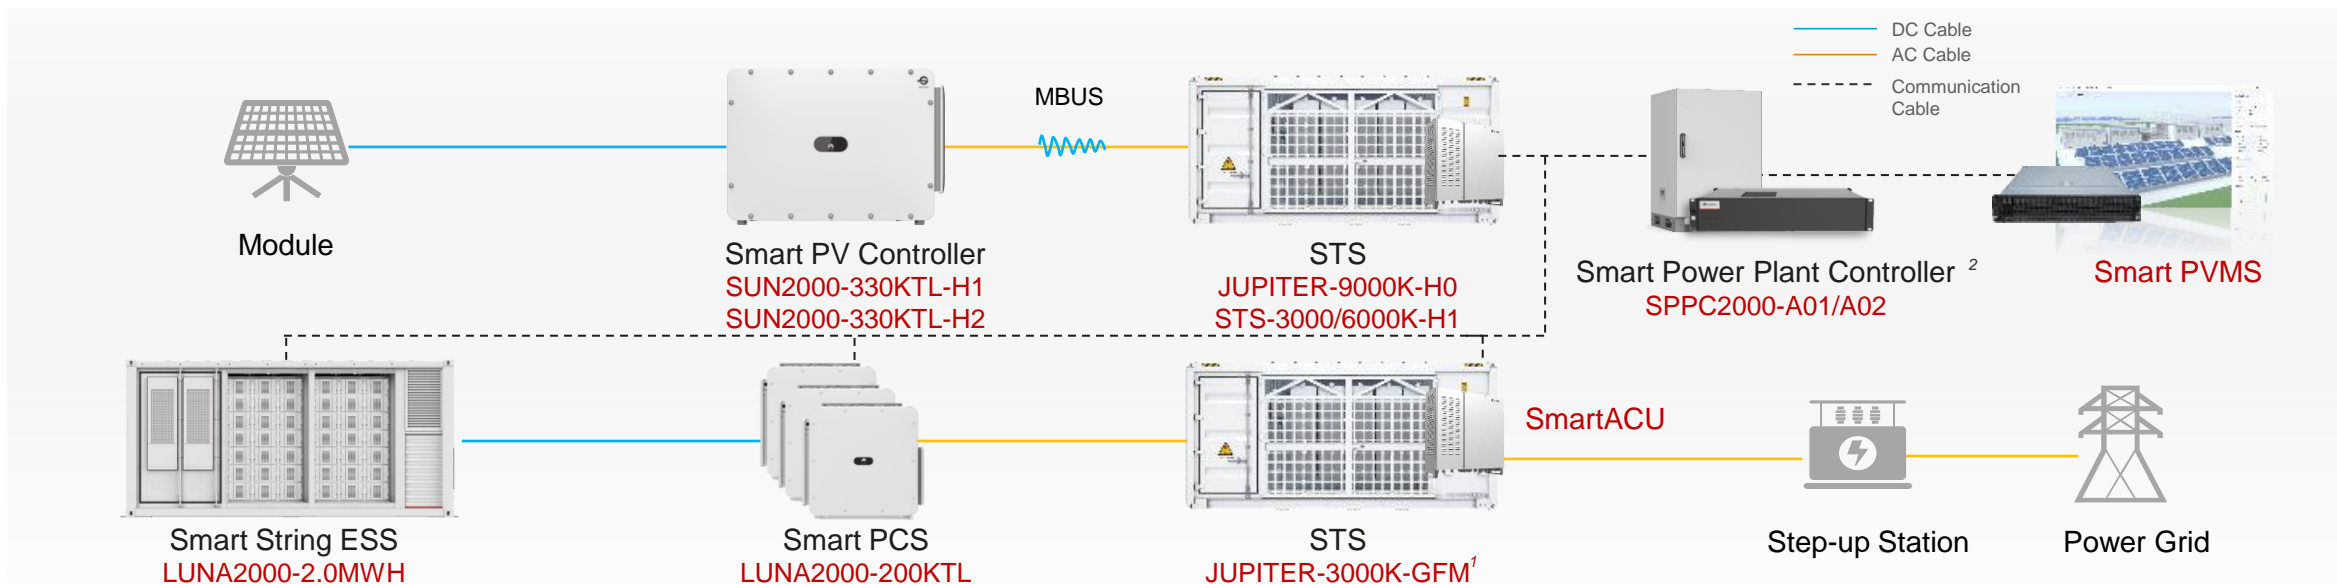 DC Cable
AC Cable
Communication
Cable
MBUS
Module
Smart PV Controller
SUN2000-330KTL-H1
SUN2000-330KTL-H2
STS
JUPITER-9000K-H0
STS-3000/6000K-H1
Smart Power Plant Controller 2
SPPC2000-A01/A02
Smart PVMS
SmartACU
Smart String ESS
LUNA2000-2.0MWH
Smart PCS
LUNA2000-200KTL
STS
JUPITER-3000K-GFM1
Step-up Station
Power Grid